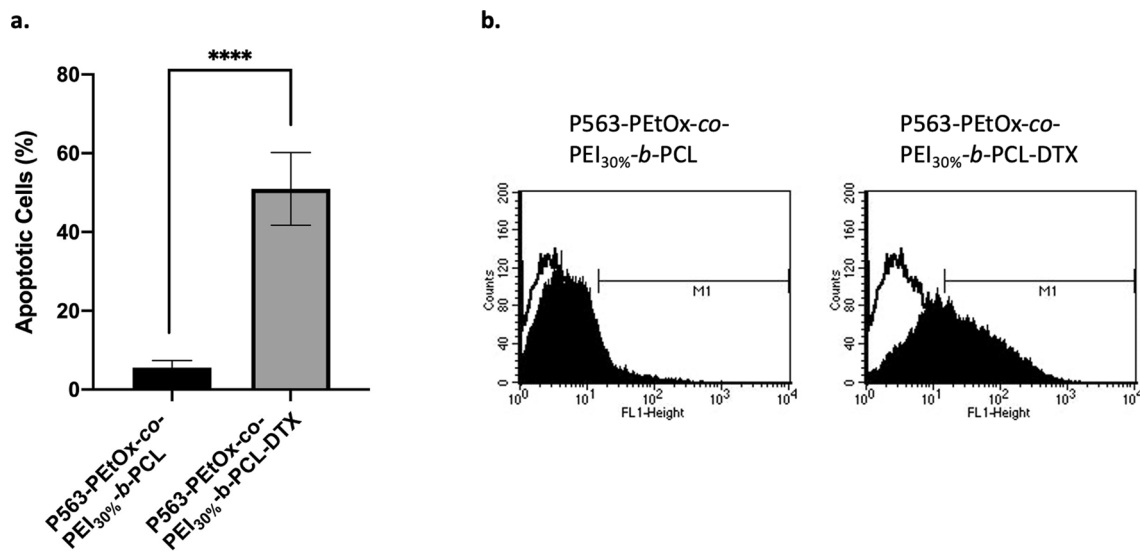 a.
****
80
60
40
20
0
Apoptotic Cells (%)
P563-PEtOx-co-
PEI30%-b-PCL
P563-PEtOx-co-
PEI30%-b-PCL-DTX
b.
P563-PEtOx-co-
PEI30%-b-PCL
200
160
120
80
40
0
Counts
M1
10^0 10^1 10^2 10^3 10^4
FL1-Height
P563-PEtOx-co-
PEI30%-b-PCL-DTX
200
160
120
80
40
0
Counts
M1
10^0 10^1 10^2 10^3 10^4
FL1-Height